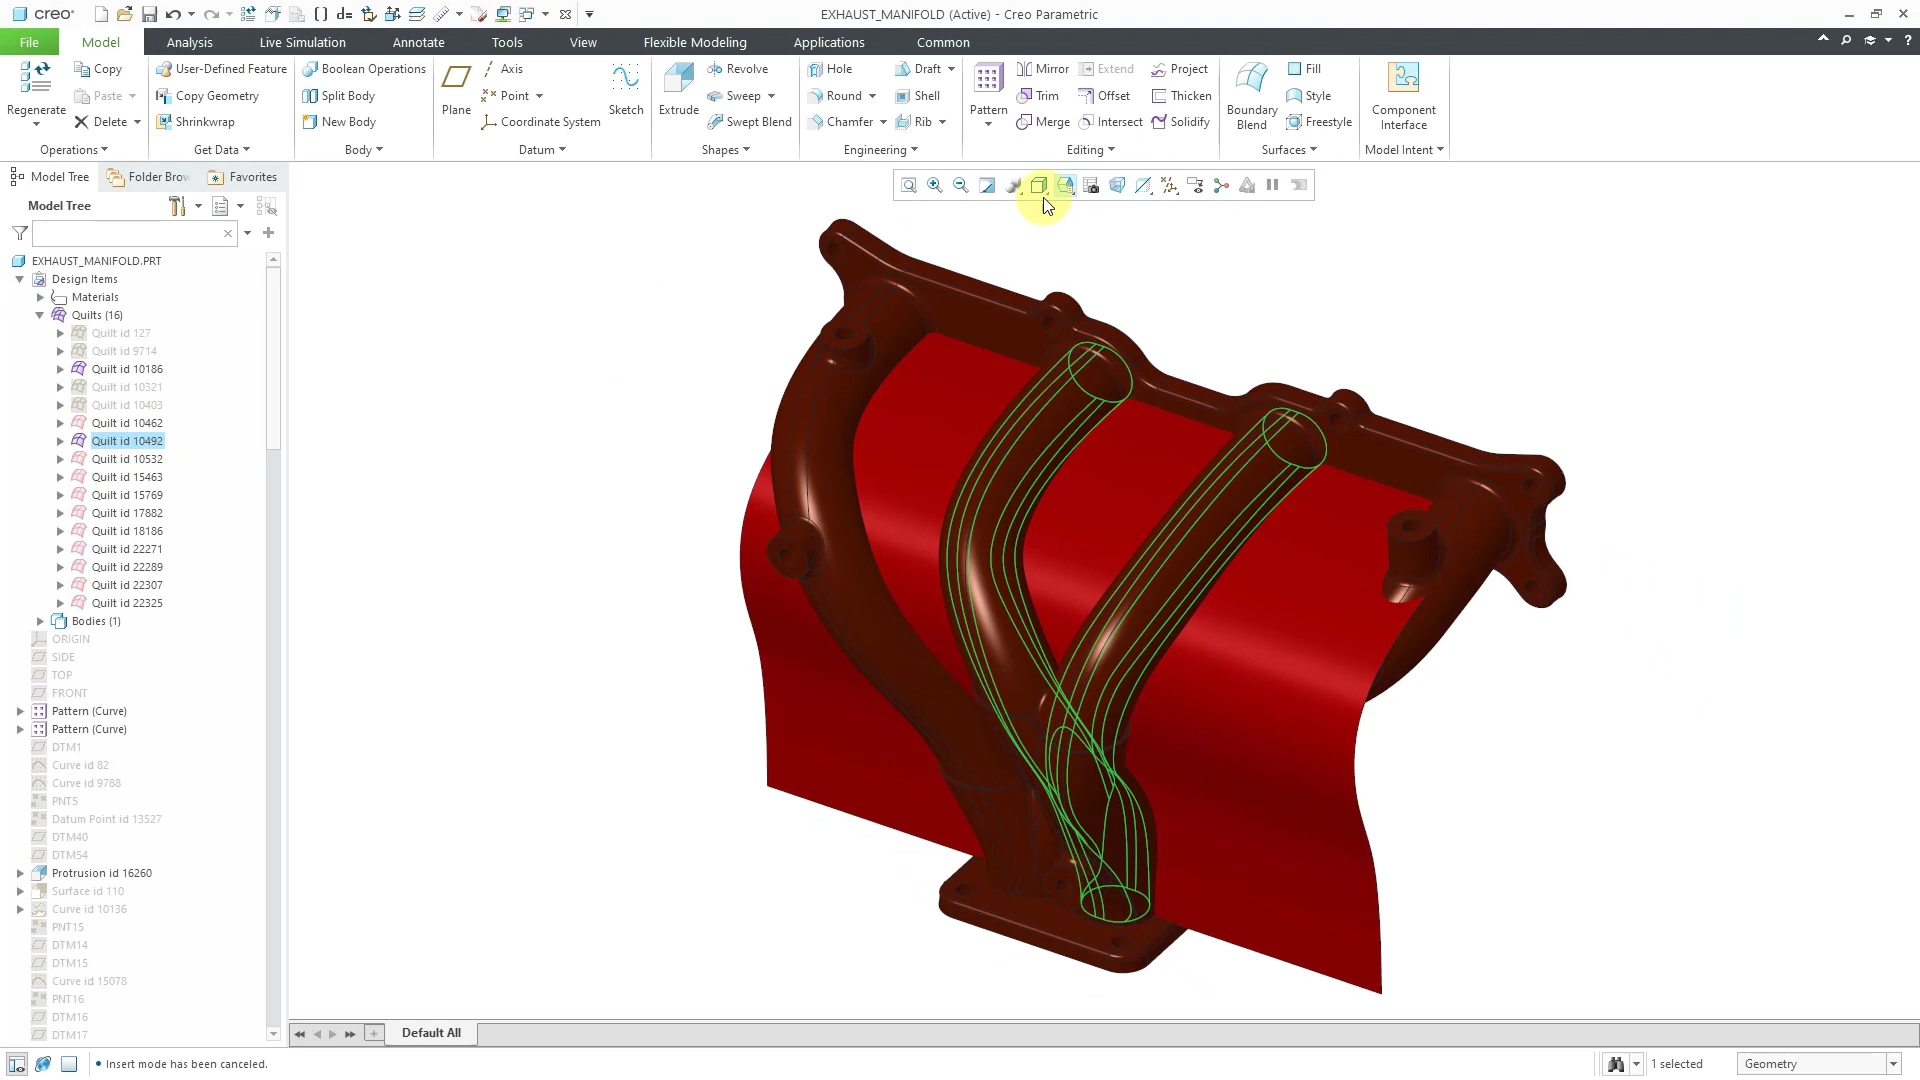 creo
EXHAUST_MANIFOLD (Active) - Creo Parametric
File Model Analysis Live Simulation Annotate Tools View Flexible Modeling Applications Common
Regenerate
Copy
Paste
Delete
Operations
User-Defined Feature
Copy Geometry
Shrinkwrap
Get Data
Boolean Operations
Split Body
New Body
Body
Plane
Axis
Point
Coordinate System
Sketch
Datum
Extrude
Revolve
Sweep
Swept Blend
Shapes
Hole
Round
Chamfer
Draft
Shell
Rib
Engineering
Pattern
Mirror
Trim
Merge
Extend
Offset
Intersect
Project
Thicken
Solidify
Editing
Boundary Blend
Fill
Style
Freestyle
Surfaces
Component Interface
Model Intent
Model Tree Folder Brow Favorites
Model Tree
EXHAUST_MANIFOLD.PRT
Design Items
Materials
Quilts (16)
Quilt id 127
Quilt id 9714
Quilt id 10186
Quilt id 10321
Quilt id 10403
Quilt id 10462
Quilt id 10492
Quilt id 10532
Quilt id 15463
Quilt id 15769
Quilt id 17882
Quilt id 18186
Quilt id 22271
Quilt id 22289
Quilt id 22307
Quilt id 22325
Bodies (1)
ORIGIN
SIDE
TOP
FRONT
Pattern (Curve)
Pattern (Curve)
DTM1
Curve id 82
Curve id 9788
PNT5
Datum Point id 13527
DTM40
DTM54
Protrusion id 16260
Surface id 110
Curve id 10136
PNT15
DTM14
DTM15
Curve id 15078
PNT16
DTM16
DTM17
Default All
• Insert mode has been canceled.
1 selected
Geometry